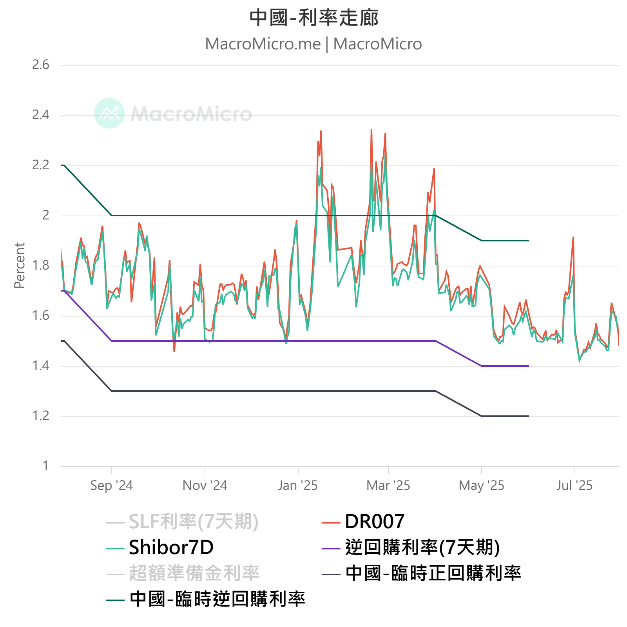 中國-利率走廊
MacroMicro.me | MacroMicro
2.6
2.4
MacroMicro
2.2
2
1.8
1.6
1.4
1.2
1
Percent
Sep '24 Nov '24 Jan '25 Mar '25 May '25 Jul '25
SLF利率(7天期) DR007
Shibor7D 逆回購利率(7天期)
超額準備金利率 中國-臨時正回購利率
中國-臨時逆回購利率